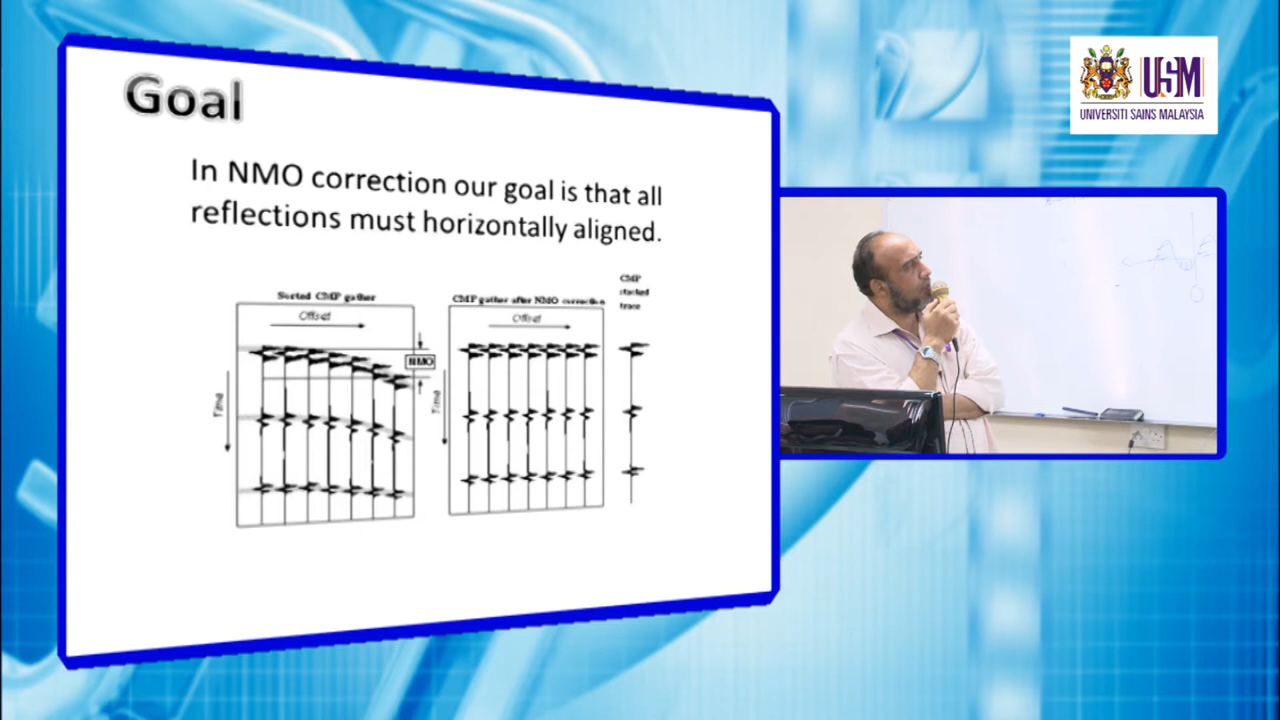 Goal
In NMO correction our goal is that all
reflections must horizontally aligned.
Sorted CMP gather
Offset
Time
NMO
CMP gather after NMO correction
Offset
Time
CMP
stacked
trace
USM
UNIVERSITI SAINS MALAYSIA